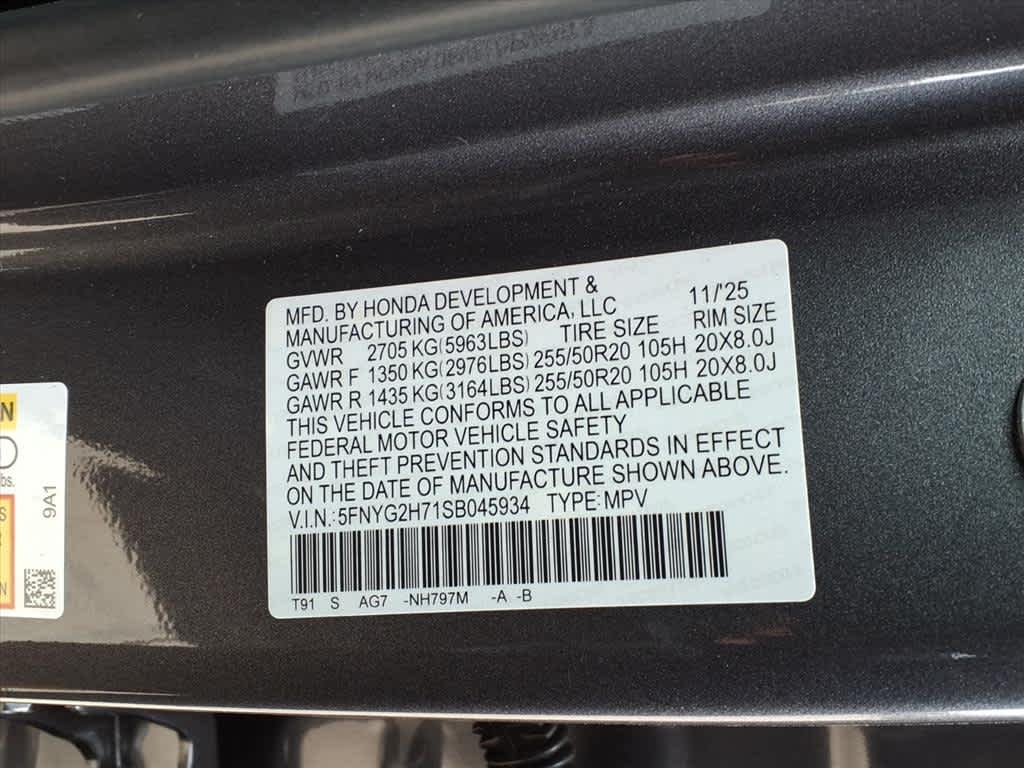 MFD. BY HONDA DEVELOPMENT &
MANUFACTURING OF AMERICA, LLC 11/'25
GVWR 2705 KG(5963LBS) TIRE SIZE RIM SIZE
GAWR F 1350 KG(2976LBS) 255/50R20 105H 20X8.0J
GAWR R 1435 KG(3164LBS) 255/50R20 105H 20X8.0J
THIS VEHICLE CONFORMS TO ALL APPLICABLE
FEDERAL MOTOR VEHICLE SAFETY
AND THEFT PREVENTION STANDARDS IN EFFECT
ON THE DATE OF MANUFACTURE SHOWN ABOVE.
V.I.N.: 5FNYG2H71SB045934 TYPE: MPV
T91 S AG7 -NH797M -A -B
N
bs.
9A1
S
N